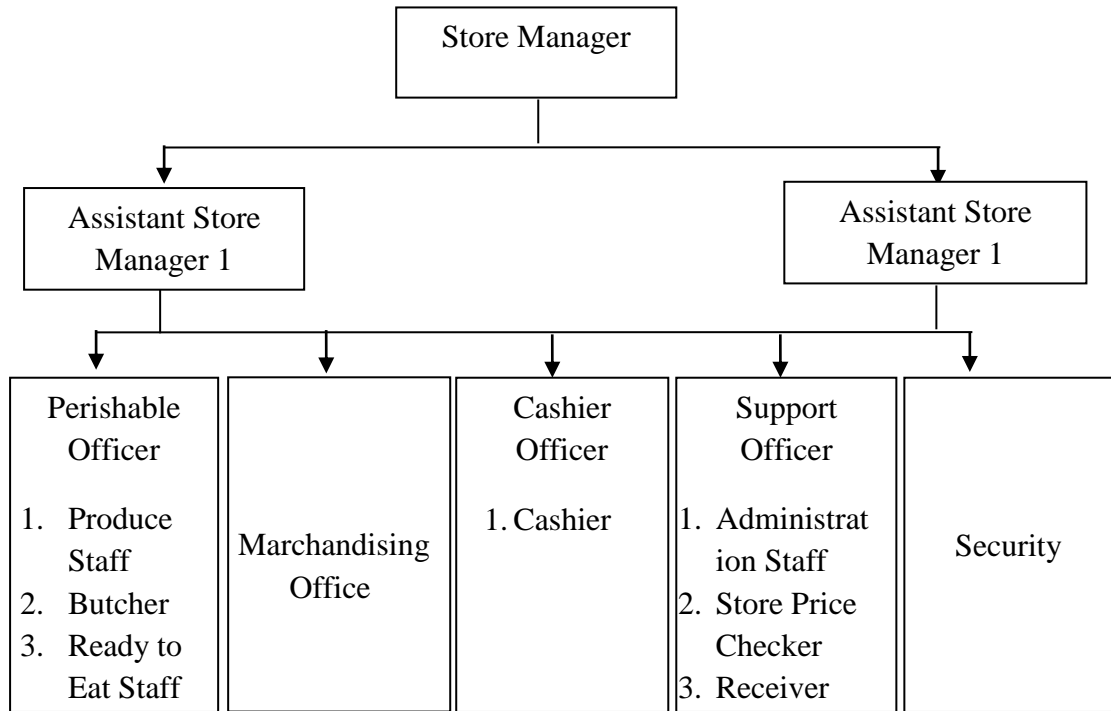 Store Manager
Assistant Store
Manager 1
Assistant Store
Manager 1
Perishable
Officer
1. Produce
Staff
2. Butcher
3. Ready to
Eat Staff
Marchandising
Office
Cashier
Officer
1. Cashier
Support
Officer
1. Administrat
ion Staff
2. Store Price
Checker
3. Receiver
Security